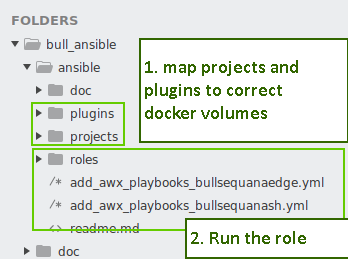 FOLDERS
bull_ansible
ansible
doc
plugins
projects
roles
/* add_awx_playbooks_bullsequanaedge.yml
/* add_awx_playbooks_bullsequanash.yml
<> readme.md
doc
1. map projects and
plugins to correct
docker volumes
2. Run the role